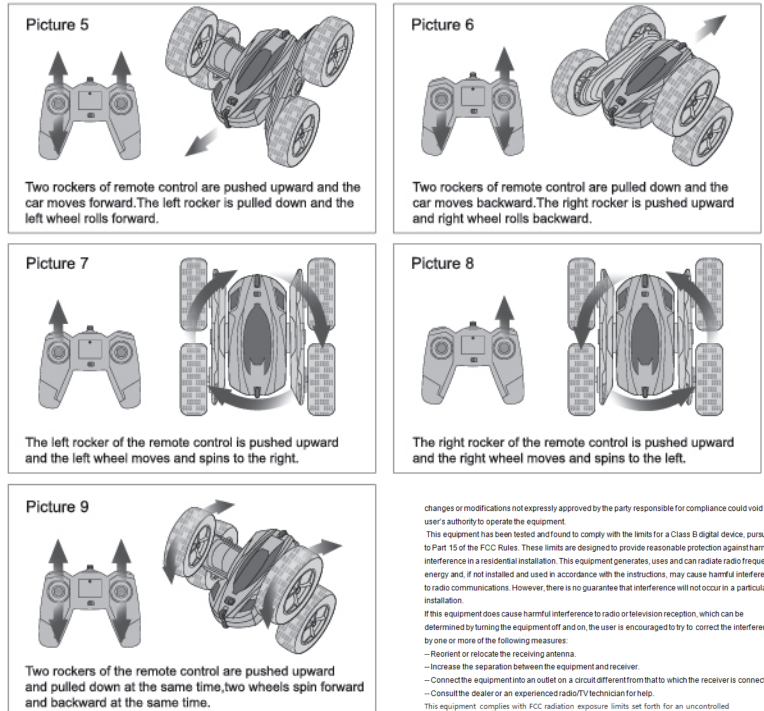 Picture 5
Two rockers of remote control are pushed upward and the
car moves forward.The left rocker is pulled down and the
left wheel rolls forward.
Picture 6
Two rockers of remote control are pulled down and the
car moves backward.The right rocker is pushed upward
and right wheel rolls backward.
Picture 7
The left rocker of the remote control is pushed upward
and the left wheel moves and spins to the right.
Picture 8
The right rocker of the remote control is pushed upward
and the right wheel moves and spins to the left.
Picture 9
Two rockers of the remote control are pushed upward
and pulled down at the same time,two wheels spin forward
and backward at the same time.
changes or modifications not expressly approved by the party responsible for compliance could void
user's authority to operate the equipment.
This equipment has been tested and found to comply with the limits for a Class B digital device,
to Part 15 of the FCC Rules. These limits are designed to provide reasonable protection against
interference in a residential installation. This equipment generates, uses and can radiate radio
energy and, if not installed and used in accordance with the instructions, may cause harmful
to radio communications. However, there is no guarantee that interference will not occur in a
installation.
If this equipment does cause harmful interference to radio or television reception, which can be
determined by turning the equipment off and on, the user is encouraged to try to correct the
by one or more of the following measures:
-- Reorient or relocate the receiving antenna.
-- Increase the separation between the equipment and receiver.
-- Connect the equipment into an outlet on a circuit different from that to which the receiver is
-- Consult the dealer or an experienced radio/TV technician for help.
This equipment complies with FCC radiation exposure limits set forth for an uncontrolled